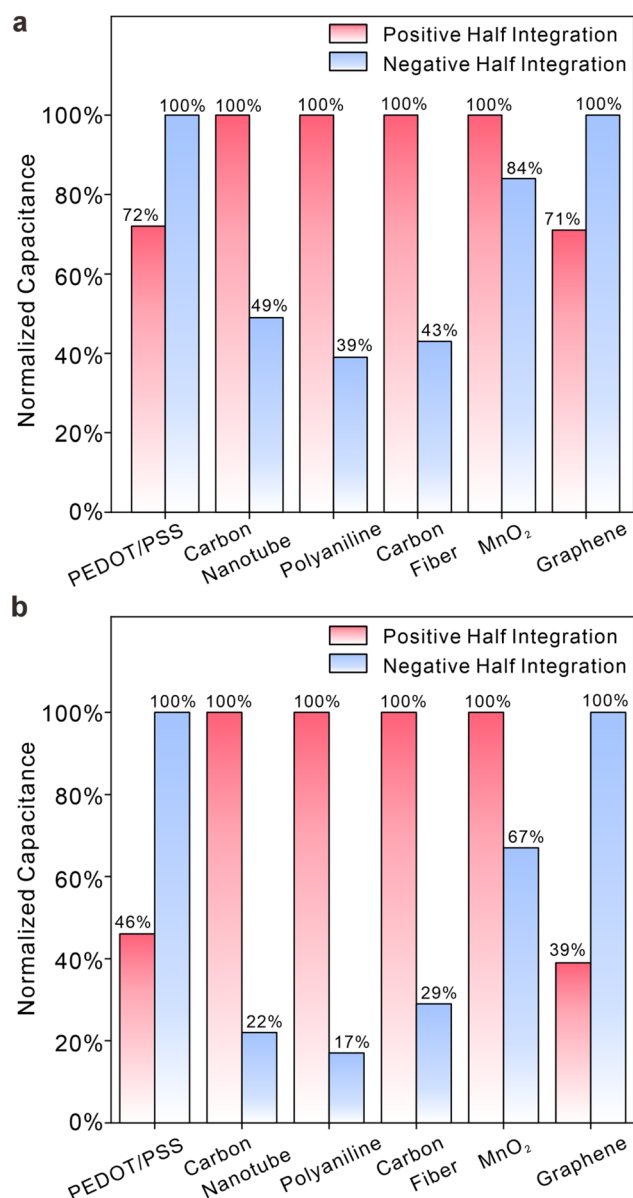 a
Positive Half Integration
Negative Half Integration
Normalized Capacitance
100%
80%
60%
40%
20%
0%
72%
100%
100%
49%
100%
39%
100%
43%
100%
84%
71%
100%
PEDOT/PSS
Carbon
Nanotube
Polyaniline
Carbon
Fiber
MnO₂
Graphene
b
Positive Half Integration
Negative Half Integration
Normalized Capacitance
100%
80%
60%
40%
20%
0%
46%
100%
100%
22%
100%
17%
100%
29%
100%
67%
39%
100%
PEDOT/PSS
Carbon
Nanotube
Polyaniline
Carbon
Fiber
MnO₂
Graphene